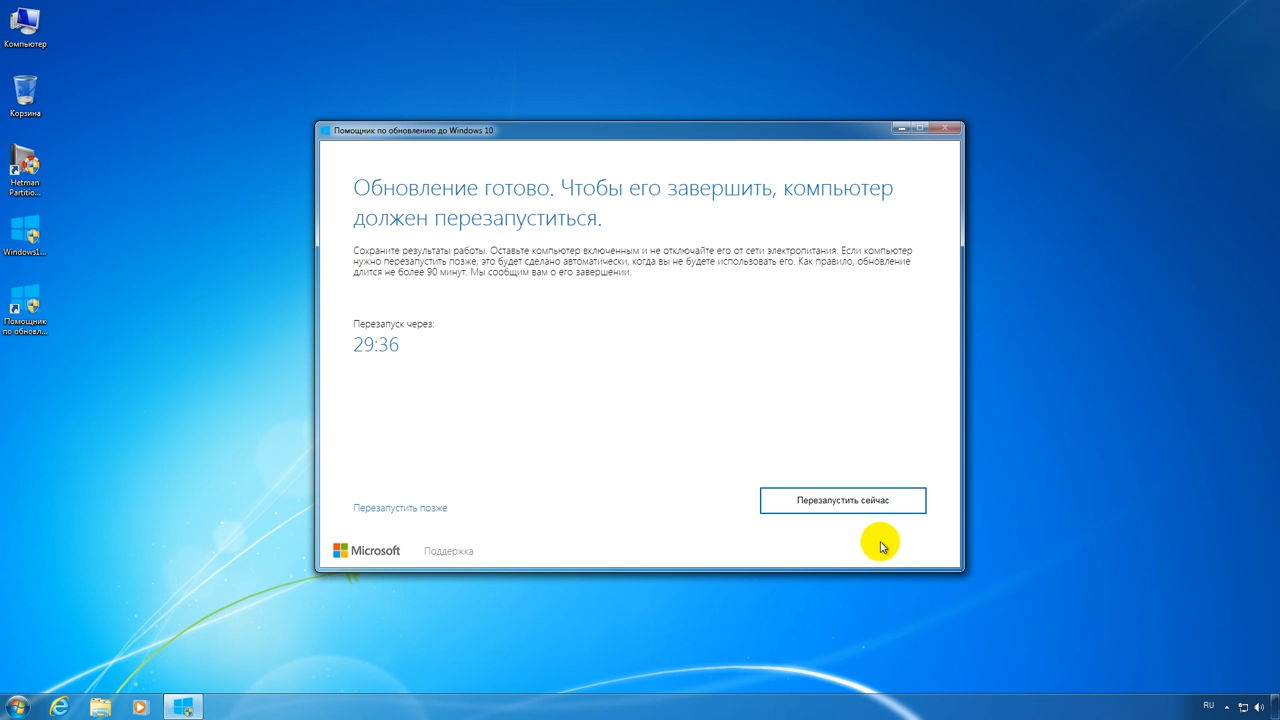 Компьютер
Корзина
Hetman
Partitio...
Windows1...
Помощник
по обновл...
Помощник по обновлению до Windows 10
Обновление готово. Чтобы его завершить, компьютер
должен перезапуститься.
Сохраните результаты работы. Оставьте компьютер включенным и не отключайте его от сети электропитания. Если компьютер
нужно перезапустить позже, это будет сделано автоматически, когда вы не будете использовать его. Как правило, обновление
длится не более 90 минут. Мы сообщим вам о его завершении.
Перезапуск через:
29:36
Перезапустить позже
Перезапустить сейчас
Microsoft
Поддержка
RU